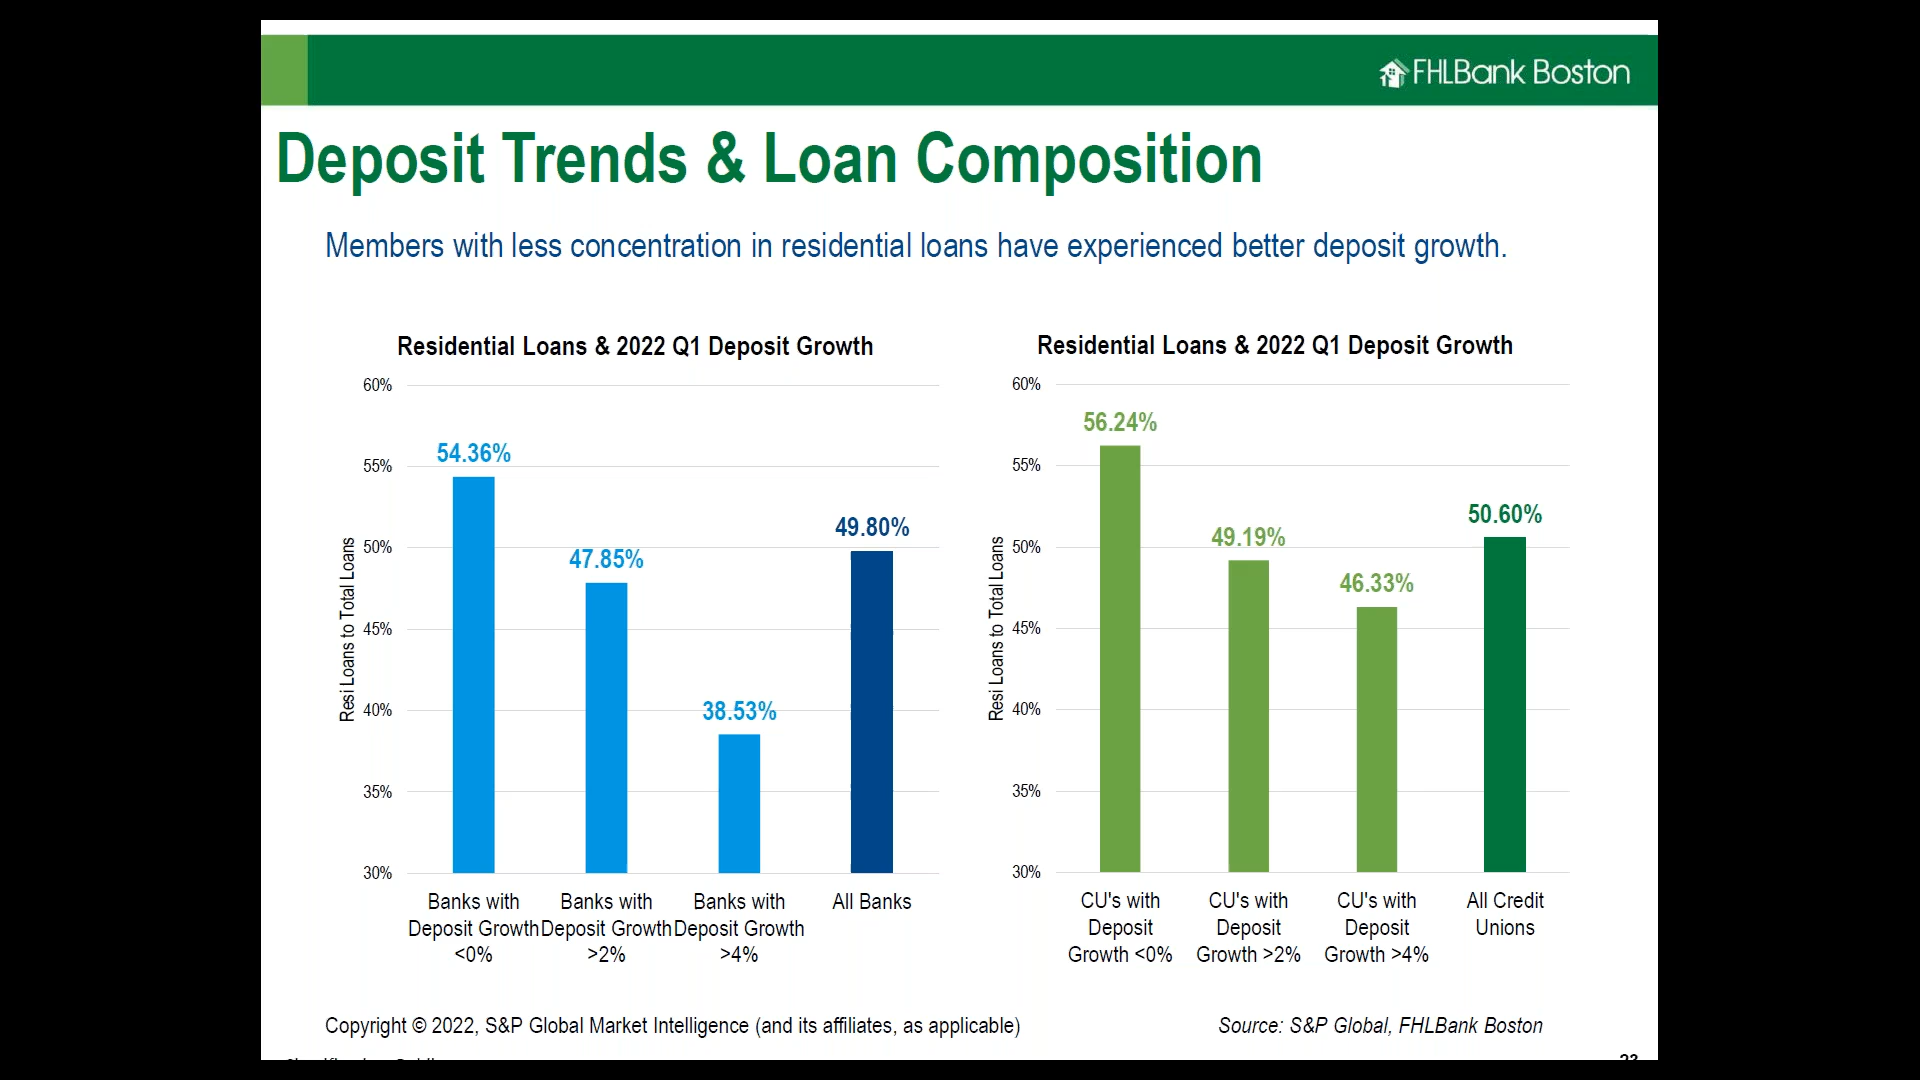 FHLBank Boston
Deposit Trends & Loan Composition
Members with less concentration in residential loans have experienced better deposit growth.
Residential Loans & 2022 Q1 Deposit Growth
Resi Loans to Total Loans
60%
55%
50%
45%
40%
35%
30%
54.36%
47.85%
38.53%
49.80%
Banks with
Deposit Growth
<0%
Banks with
Deposit Growth
>2%
Banks with
Deposit Growth
>4%
All Banks
Residential Loans & 2022 Q1 Deposit Growth
Resi Loans to Total Loans
60%
55%
50%
45%
40%
35%
30%
56.24%
49.19%
46.33%
50.60%
CU's with
Deposit
Growth <0%
CU's with
Deposit
Growth >2%
CU's with
Deposit
Growth >4%
All Credit
Unions
Copyright © 2022, S&P Global Market Intelligence (and its affiliates, as applicable)
Source: S&P Global, FHLBank Boston